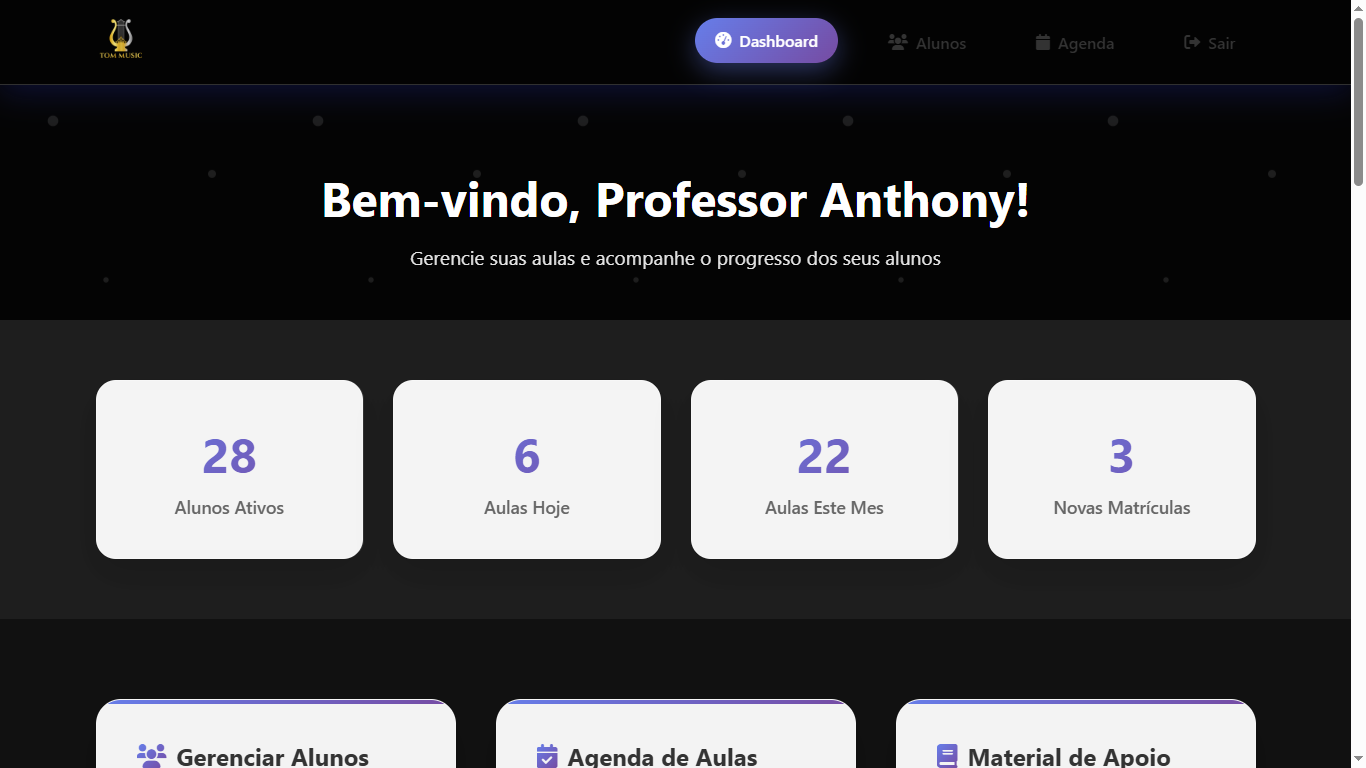 TOM MUSIC
Dashboard
Alunos
Agenda
Sair
Bem-vindo, Professor Anthony!
Gerencie suas aulas e acompanhe o progresso dos seus alunos
28
Alunos Ativos
6
Aulas Hoje
22
Aulas Este Mes
3
Novas Matrículas
Gerenciar Alunos
Agenda de Aulas
Material de Apoio